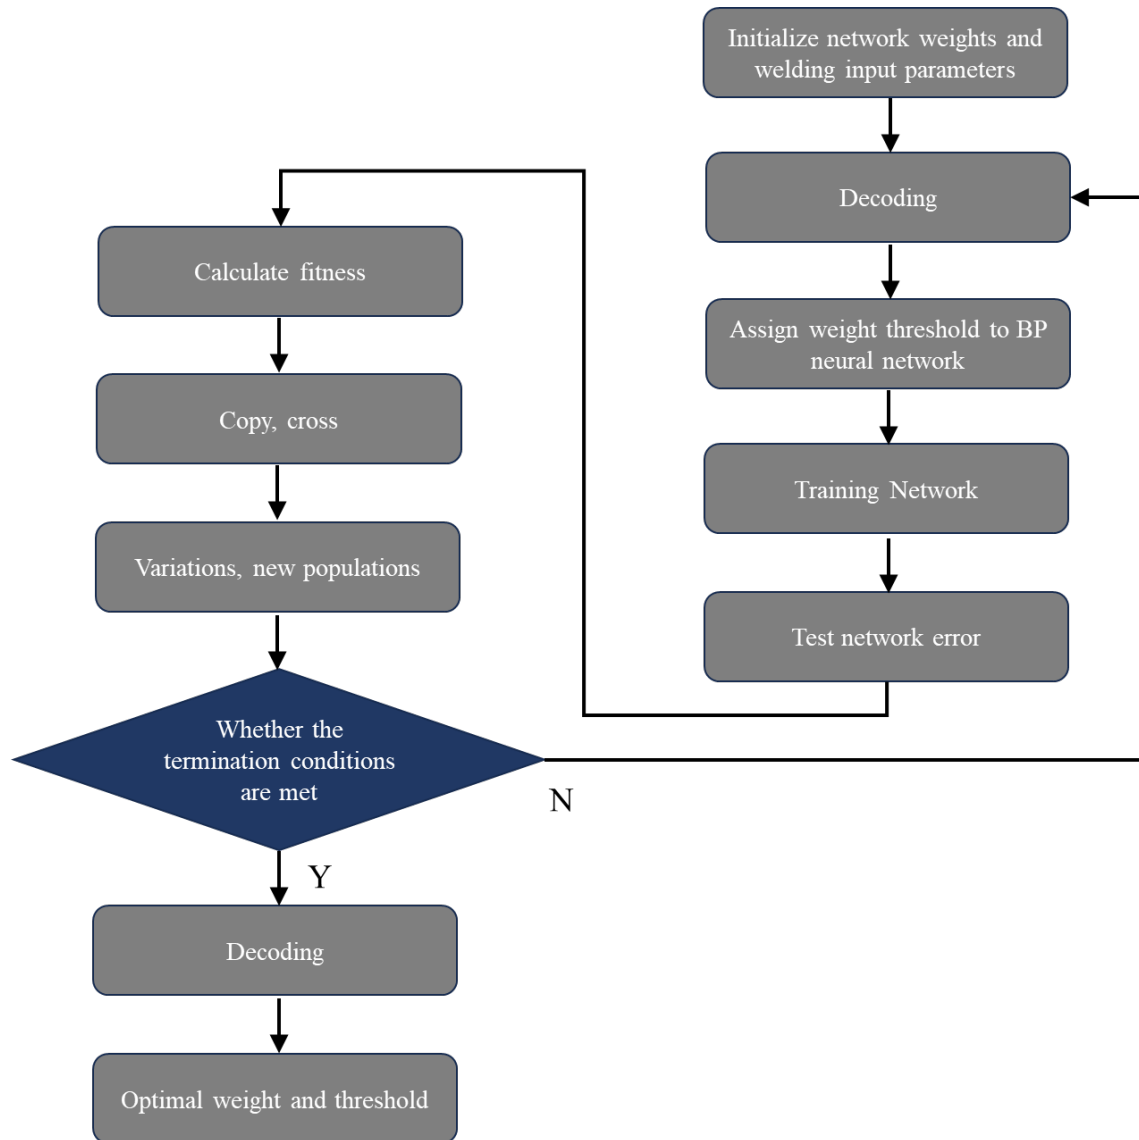 Initialize network weights and
welding input parameters
Decoding
Assign weight threshold to BP
neural network
Training Network
Test network error
Calculate fitness
Copy, cross
Variations, new populations
Whether the
termination conditions
are met
N
Y
Decoding
Optimal weight and threshold